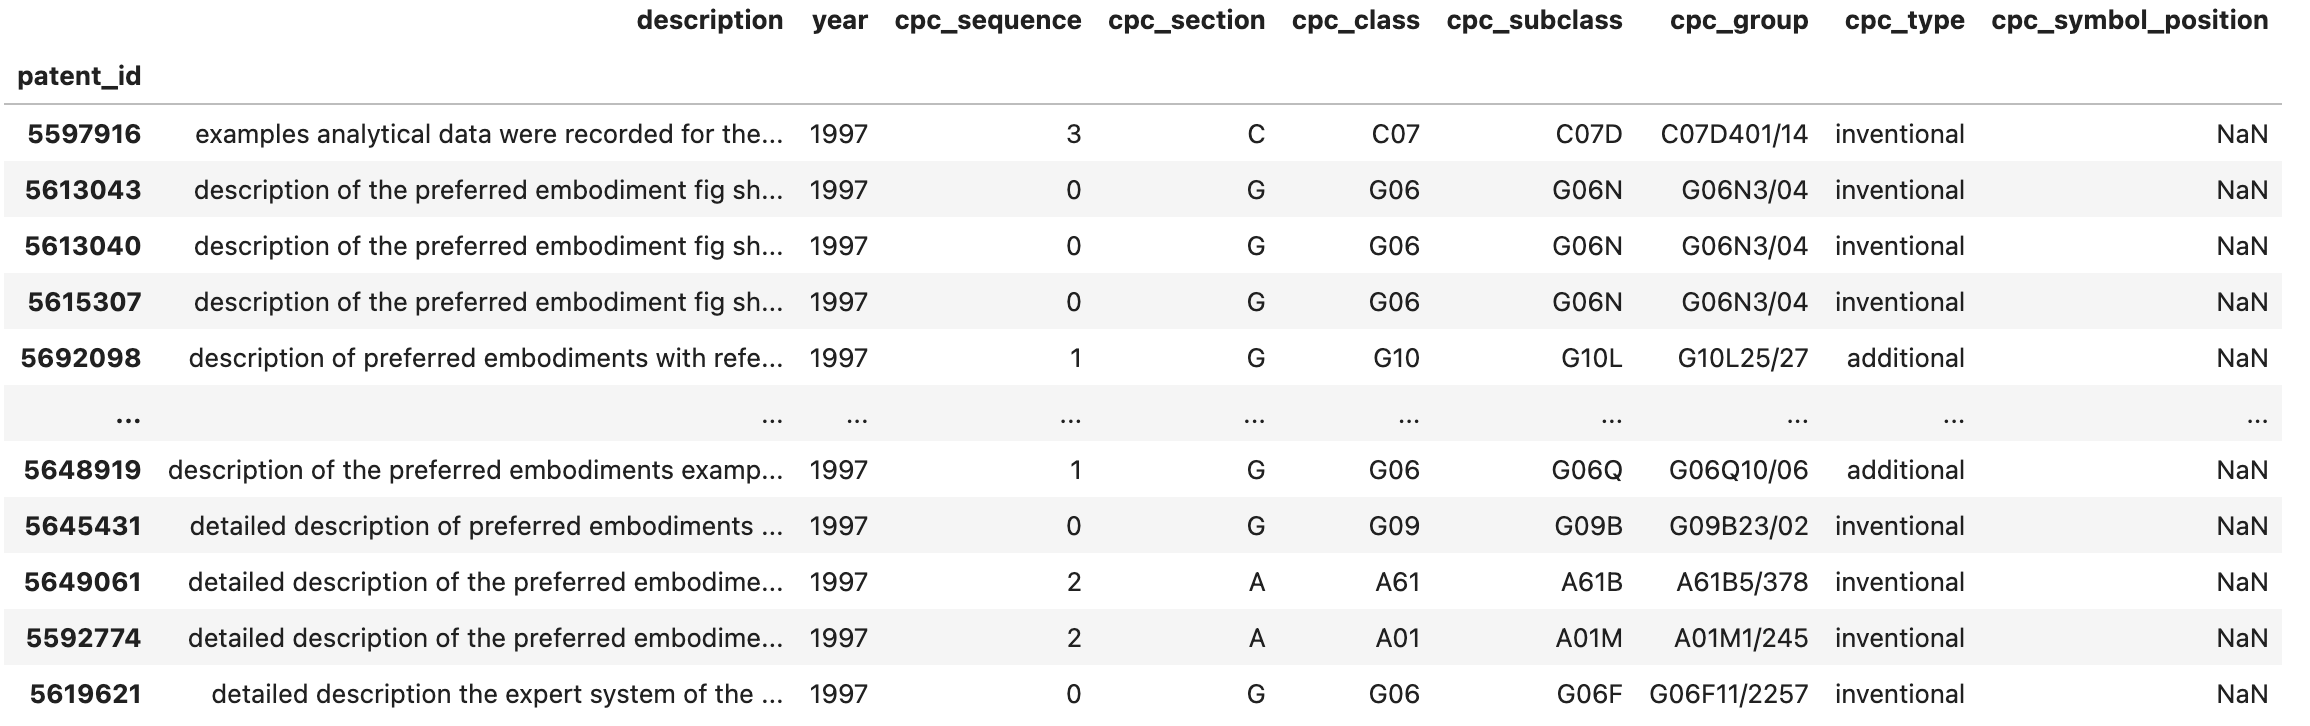 description year cpc_sequence cpc_section cpc_class cpc_subclass cpc_group cpc_type cpc_symbol_position
patent_id
5597916 examples analytical data were recorded for the... 1997 3 C C07 C07D C07D401/14 inventional NaN
5613043 description of the preferred embodiment fig sh... 1997 0 G G06 G06N G06N3/04 inventional NaN
5613040 description of the preferred embodiment fig sh... 1997 0 G G06 G06N G06N3/04 inventional NaN
5615307 description of the preferred embodiment fig sh... 1997 0 G G06 G06N G06N3/04 inventional NaN
5692098 description of preferred embodiments with refe... 1997 1 G G10 G10L G10L25/27 additional NaN
... ... ... ... ... ... ... ... ... ...
5648919 description of the preferred embodiments examp... 1997 1 G G06 G06Q G06Q10/06 additional NaN
5645431 detailed description of preferred embodiments ... 1997 0 G G09 G09B G09B23/02 inventional NaN
5649061 detailed description of the preferred embodime... 1997 2 A A61 A61B A61B5/378 inventional NaN
5592774 detailed description of the preferred embodime... 1997 2 A A01 A01M A01M1/245 inventional NaN
5619621 detailed description the expert system of the ... 1997 0 G G06 G06F G06F11/2257 inventional NaN